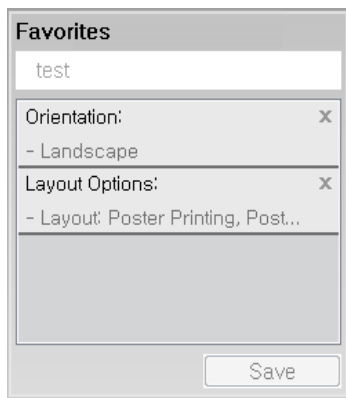 Favorites
test
Orientation: x
- Landscape
Layout Options: x
- Layout: Poster Printing, Post...
Save